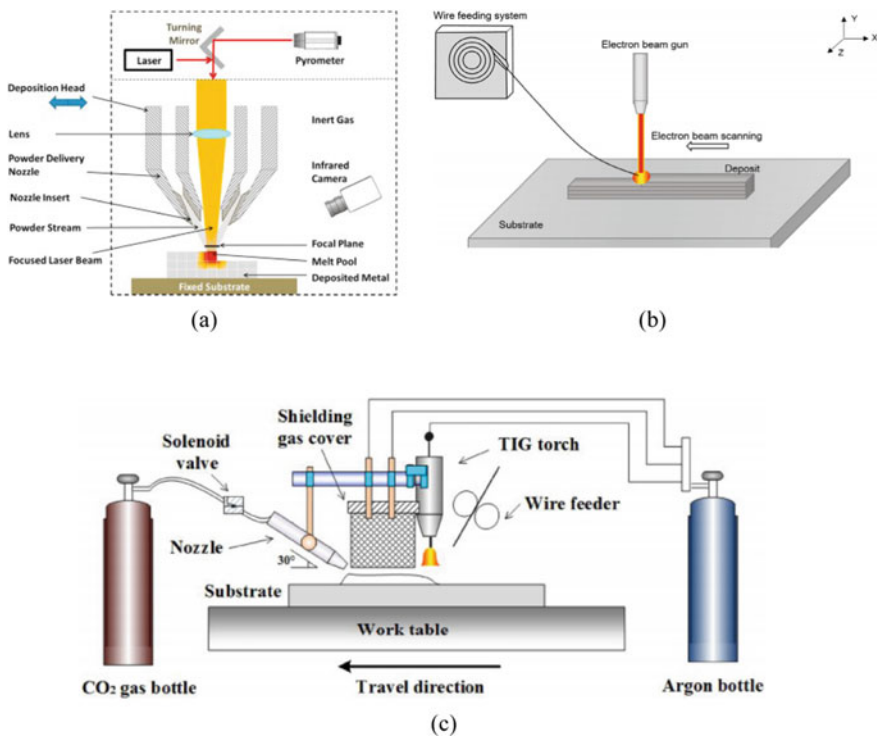 Turning
Mirror
Laser
Pyrometer
Deposition Head
Inert Gas
Lens
Powder Delivery
Nozzle
Infrared
Camera
Nozzle Insert
Powder Stream
Focal Plane
Focused Laser Beam
Melt Pool
Deposited Metal
Fixed Substrate
(a)
Wire feeding system
Electron beam gun
Y
X
Z
Electron beam scanning
Deposit
Substrate
(b)
Shielding
gas cover
Solenoid
valve
TIG torch
Wire feeder
Nozzle
30°
Substrate
Work table
CO₂ gas bottle
Travel direction
Argon bottle
(c)